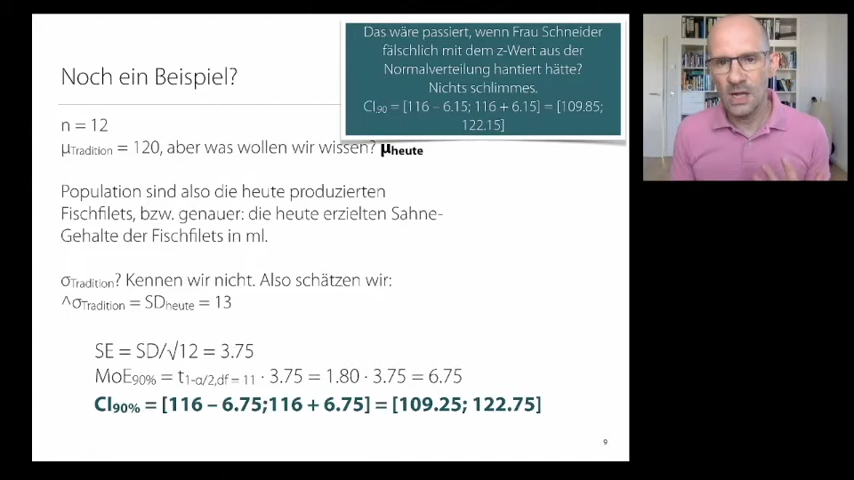 Das wäre passiert, wenn Frau Schneider
fälschlich mit dem z-Wert aus der
Normalverteilung hantiert hätte?
Nichts schlimmes.
CI₉₀ = [116 – 6.15; 116 + 6.15] = [109.85;
122.15]
Noch ein Beispiel?
n = 12
μTradition = 120, aber was wollen wir wissen? μheute
Population sind also die heute produzierten
Fischfilets, bzw. genauer: die heute erzielten Sahne-
Gehalte der Fischfilets in ml.
σTradition? Kennen wir nicht. Also schätzen wir:
^σTradition = SDheute = 13
SE = SD/√12 = 3.75
MoE90% = t1-α/2,df = 11 · 3.75 = 1.80 · 3.75 = 6.75
CI90% = [116 – 6.75;116 + 6.75] = [109.25; 122.75]
9